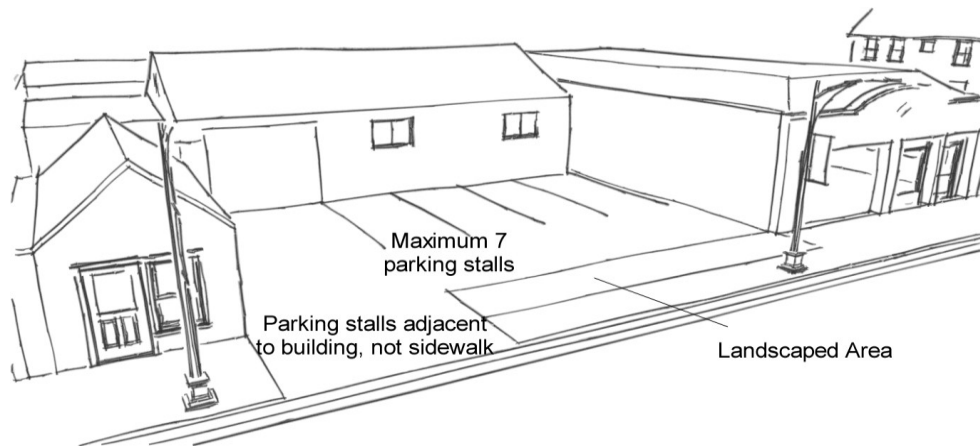 Maximum 7
parking stalls
Parking stalls adjacent
to building, not sidewalk
Landscaped Area